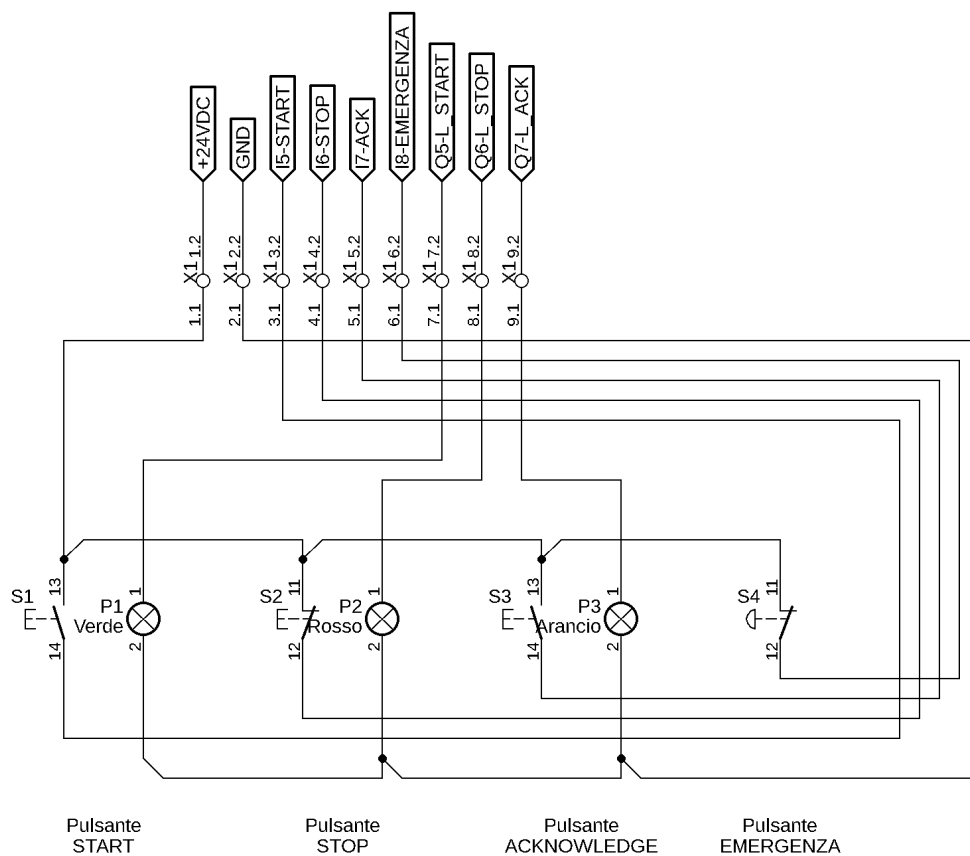 +24VDC
GND
I5-START
I6-STOP
I7-ACK
I8-EMERGENZA
Q5-L_START
Q6-L_STOP
Q7-L_ACK
X1 1.2
X1 2.2
X1 3.2
X1 4.2
X1 5.2
X1 6.2
X1 7.2
X1 8.2
X1 9.2
1.1
2.1
3.1
4.1
5.1
6.1
7.1
8.1
9.1
S1
13
14
P1
Verde
1
2
S2
11
12
P2
Rosso
1
2
S3
13
14
P3
Arancio
1
2
S4
11
12
Pulsante
START
Pulsante
STOP
Pulsante
ACKNOWLEDGE
Pulsante
EMERGENZA